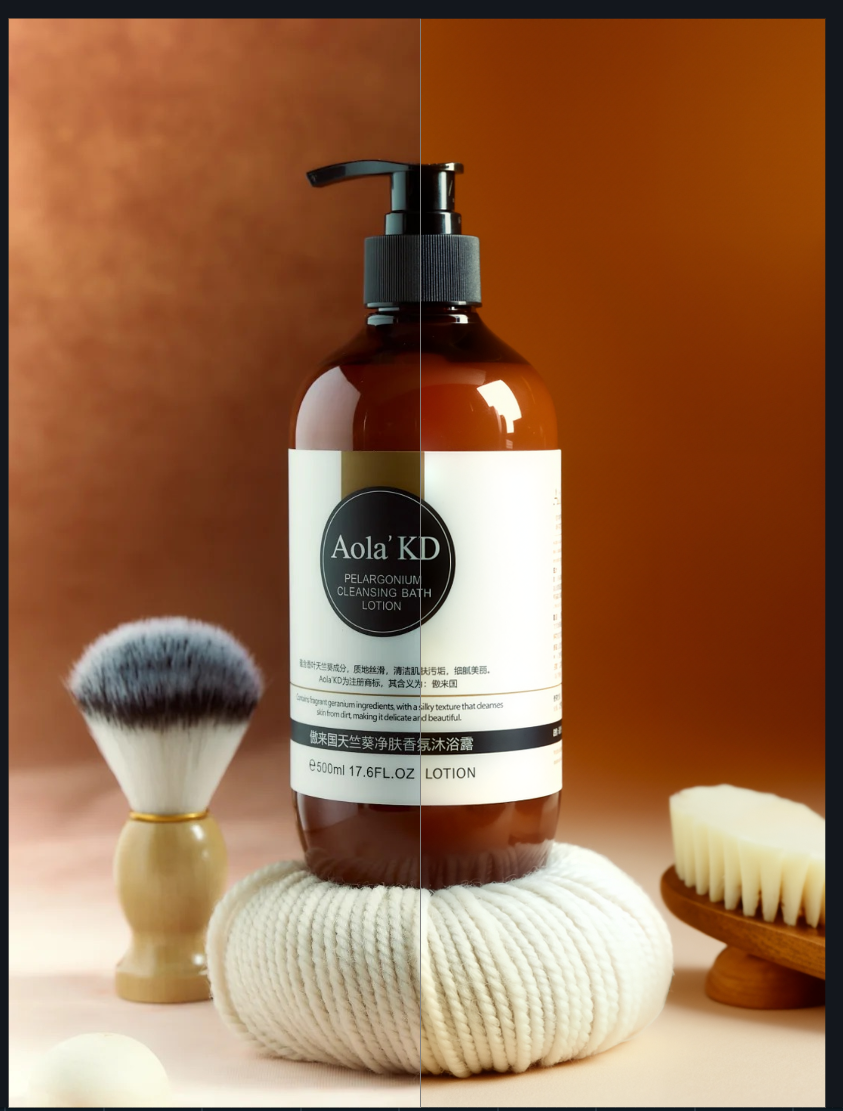 Aola' KD
PELARGONIUM
CLEANSING BATH
LOTION
香叶天竺葵成分，质地丝滑，清洁肌肤污垢，细腻美丽。
Aola'KD为注册商标，其含义为：傲来国
Contains fragrant geranium ingredients, with a silky texture that cleanses
skin from dirt, making it delicate and beautiful.
傲来国天竺葵净肤香氛沐浴露
℮500ml 17.6FL.OZ LOTION